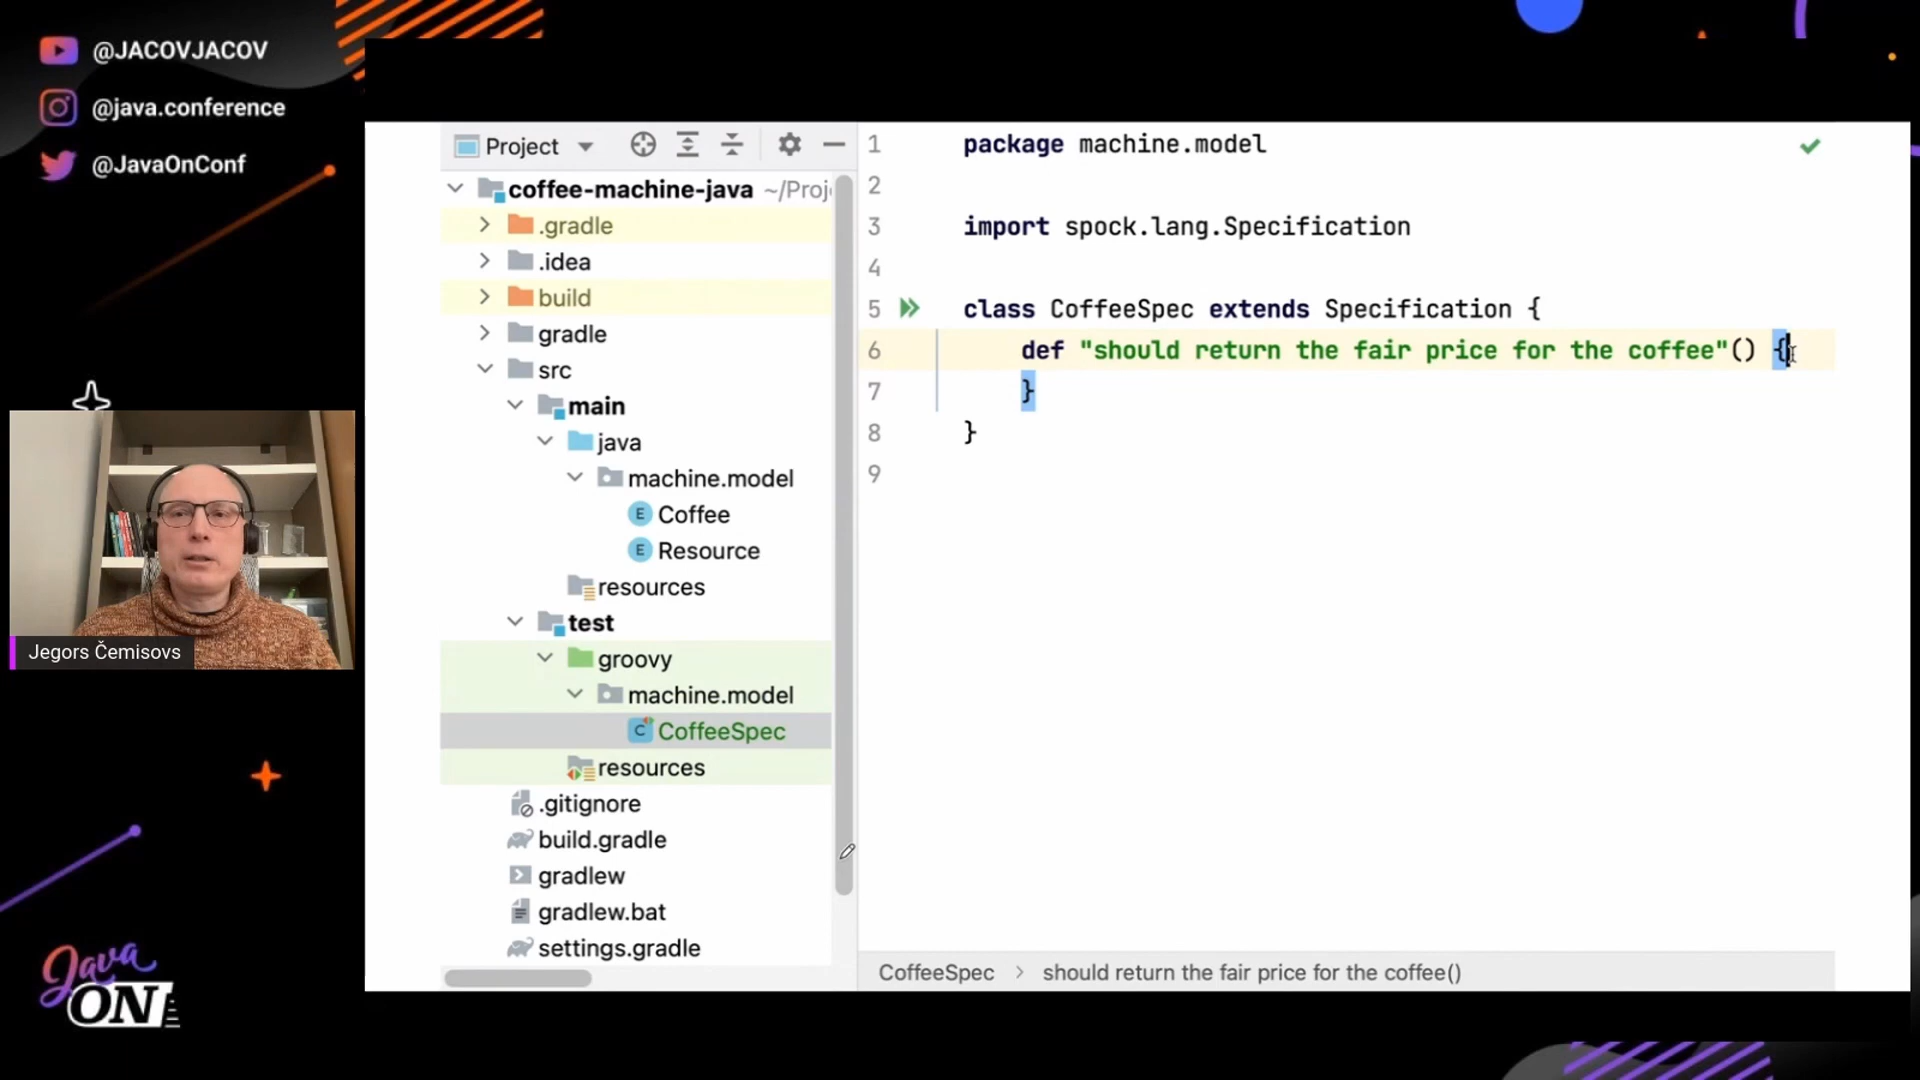 @JACOVJACOV
@java.conference
@JavaOnConf
Jegors Čemisovs
Java
ON
Project
coffee-machine-java ~/Proj
.gradle
.idea
build
gradle
src
main
java
machine.model
E Coffee
E Resource
resources
test
groovy
machine.model
C CoffeeSpec
resources
.gitignore
build.gradle
gradlew
gradlew.bat
settings.gradle
1 package machine.model
2
3 import spock.lang.Specification
4
5 class CoffeeSpec extends Specification {
6 def "should return the fair price for the coffee"() {
7 }
8 }
9
CoffeeSpec > should return the fair price for the coffee()